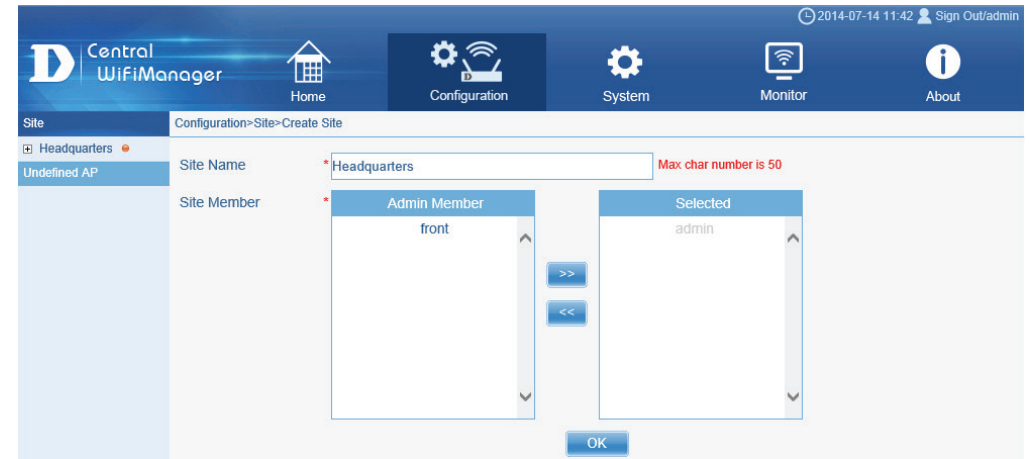 2014-07-14 11:42 Sign Out/admin
D Central
WiFiManager
Home Configuration System Monitor About
D
Site Configuration>Site>Create Site
Headquarters
Undefined AP
Site Name * Headquarters Max char number is 50
Site Member * Admin Member Selected
front admin
>>
<<
OK